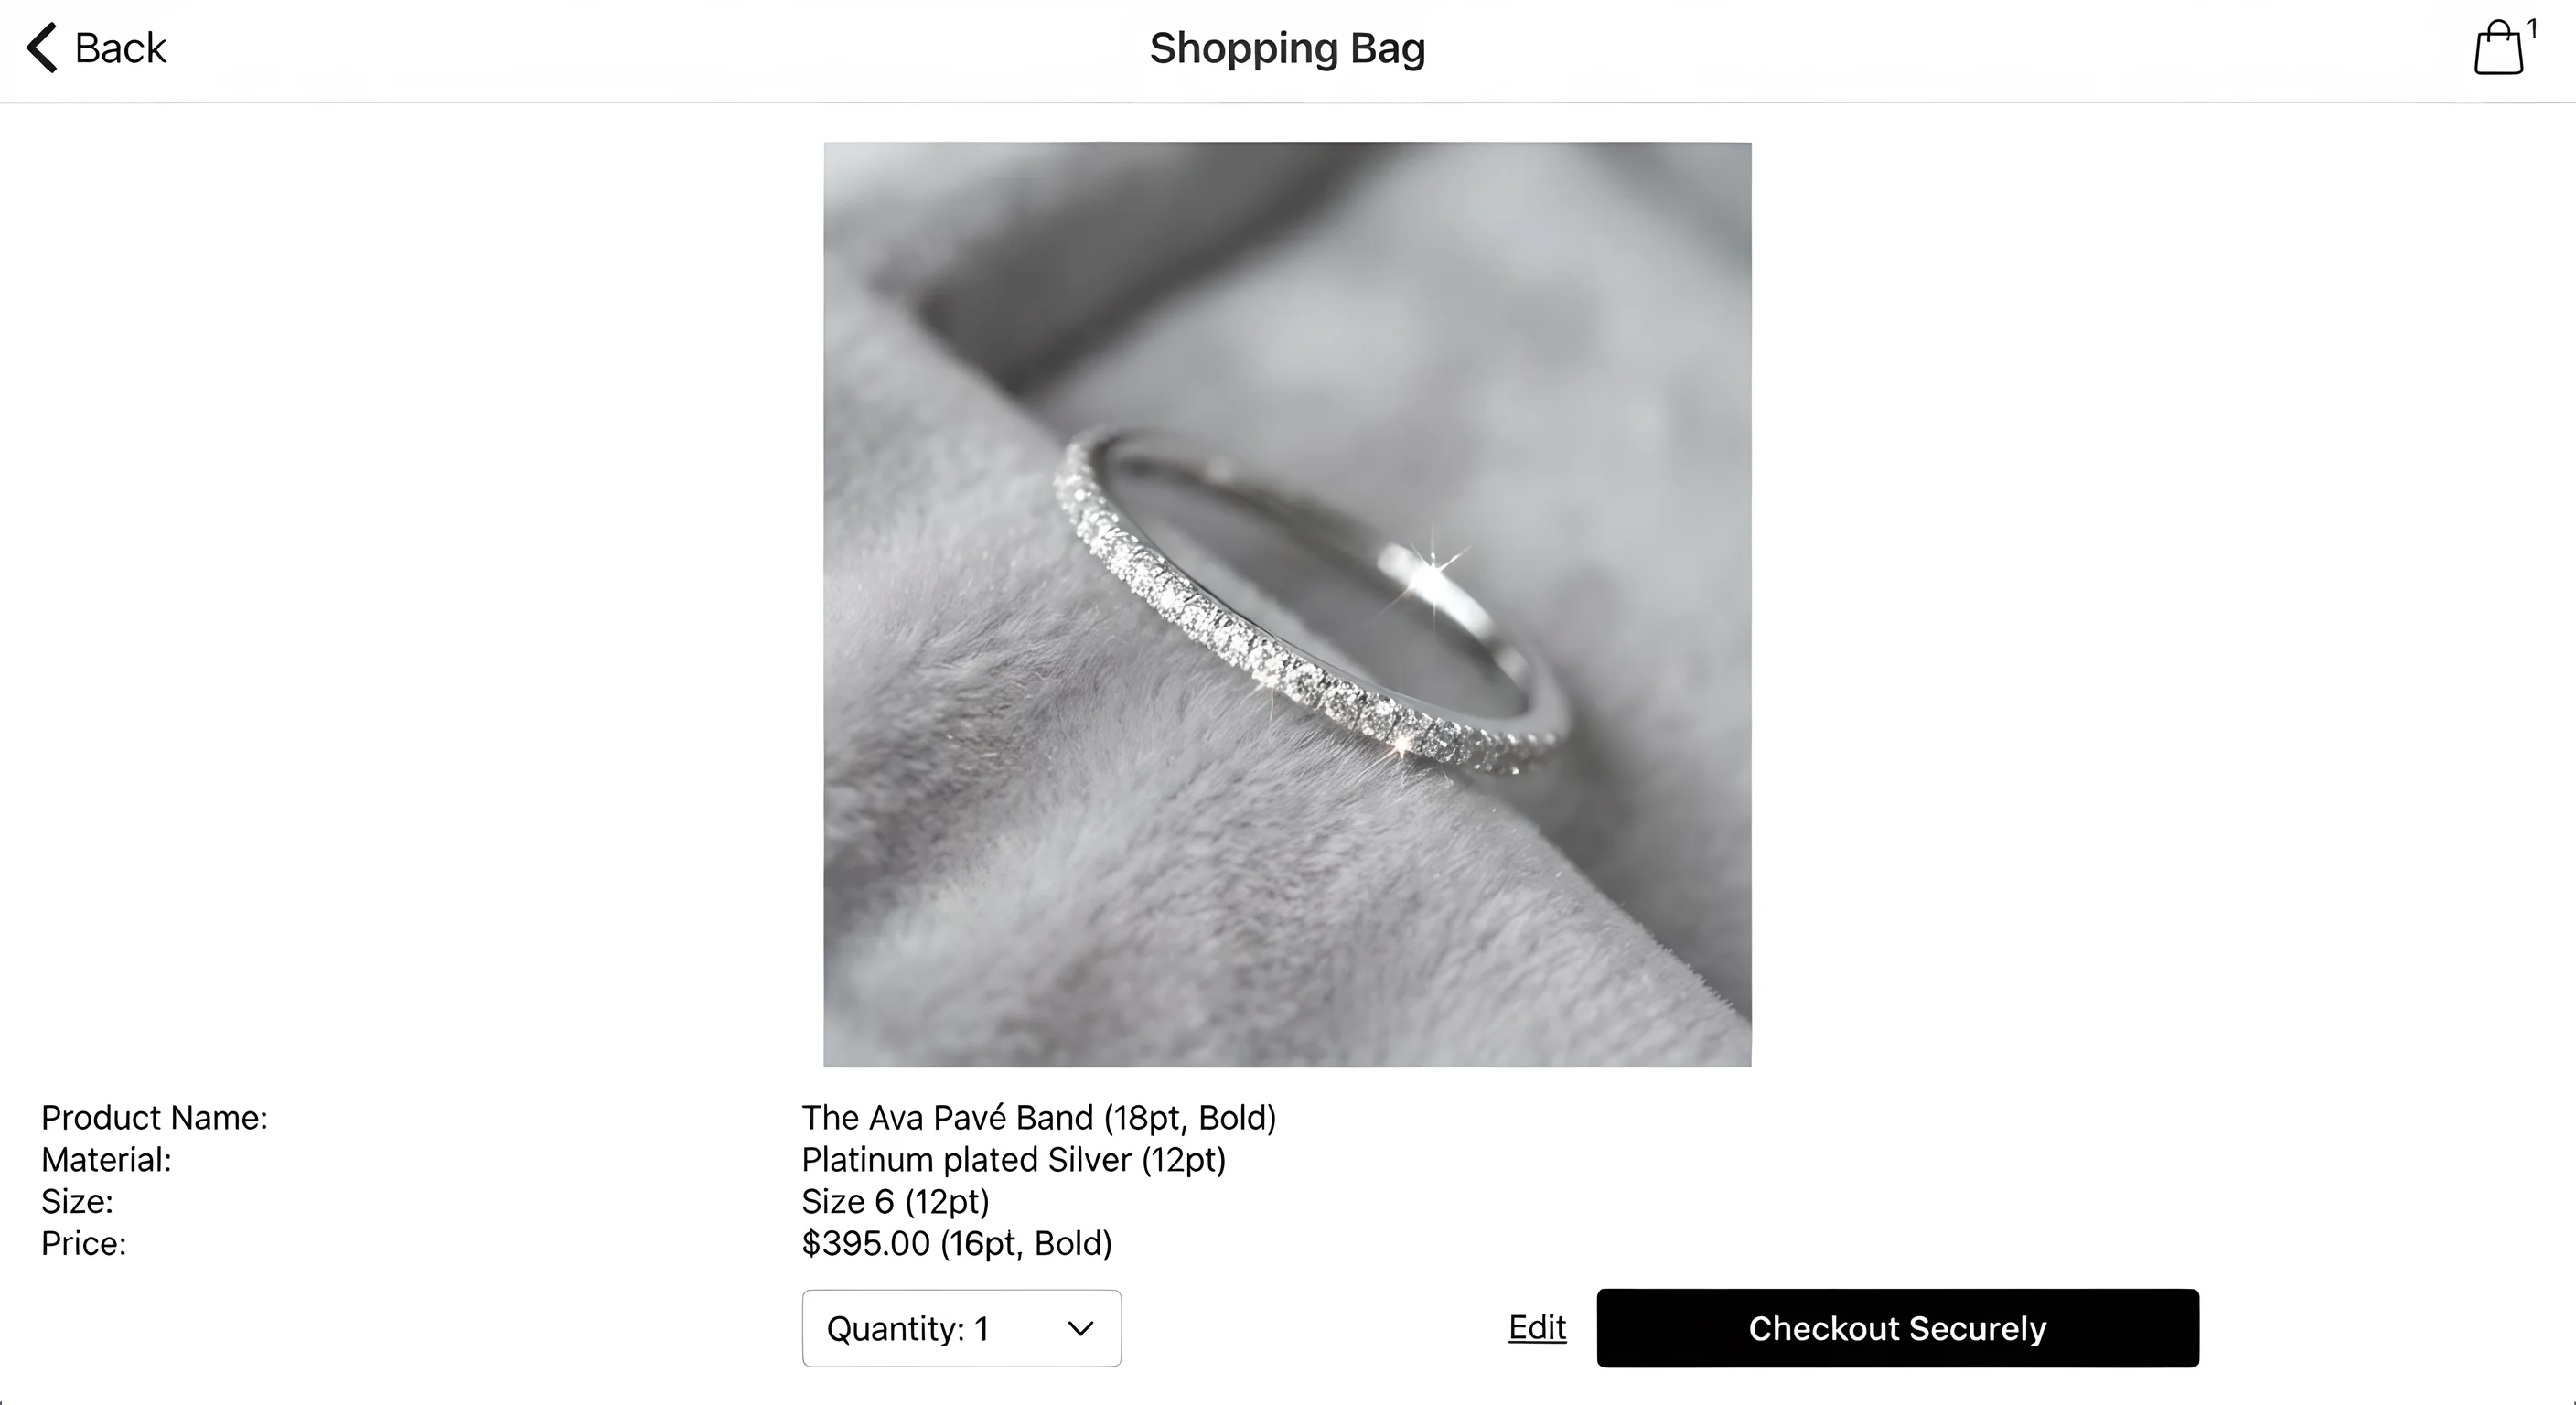 Back
Shopping Bag
1
Product Name: The Ava Pavé Band (18pt, Bold)
Material: Platinum plated Silver (12pt)
Size: Size 6 (12pt)
Price: $395.00 (16pt, Bold)
Quantity: 1
Edit
Checkout Securely